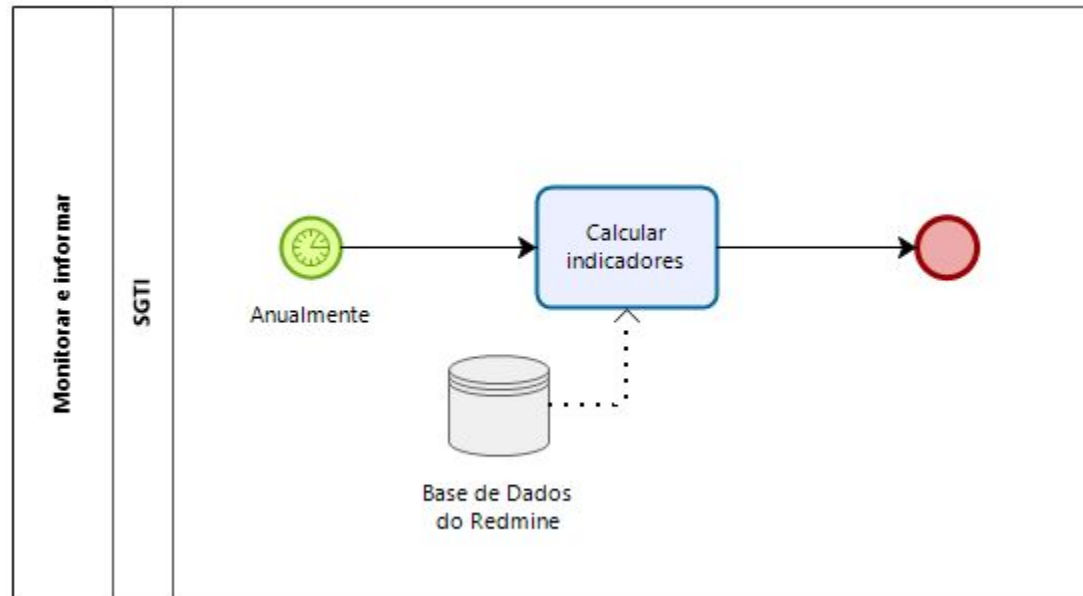 Monitorar e informar
SGTI
Anualmente
Calcular
indicadores
Base de Dados
do Redmine